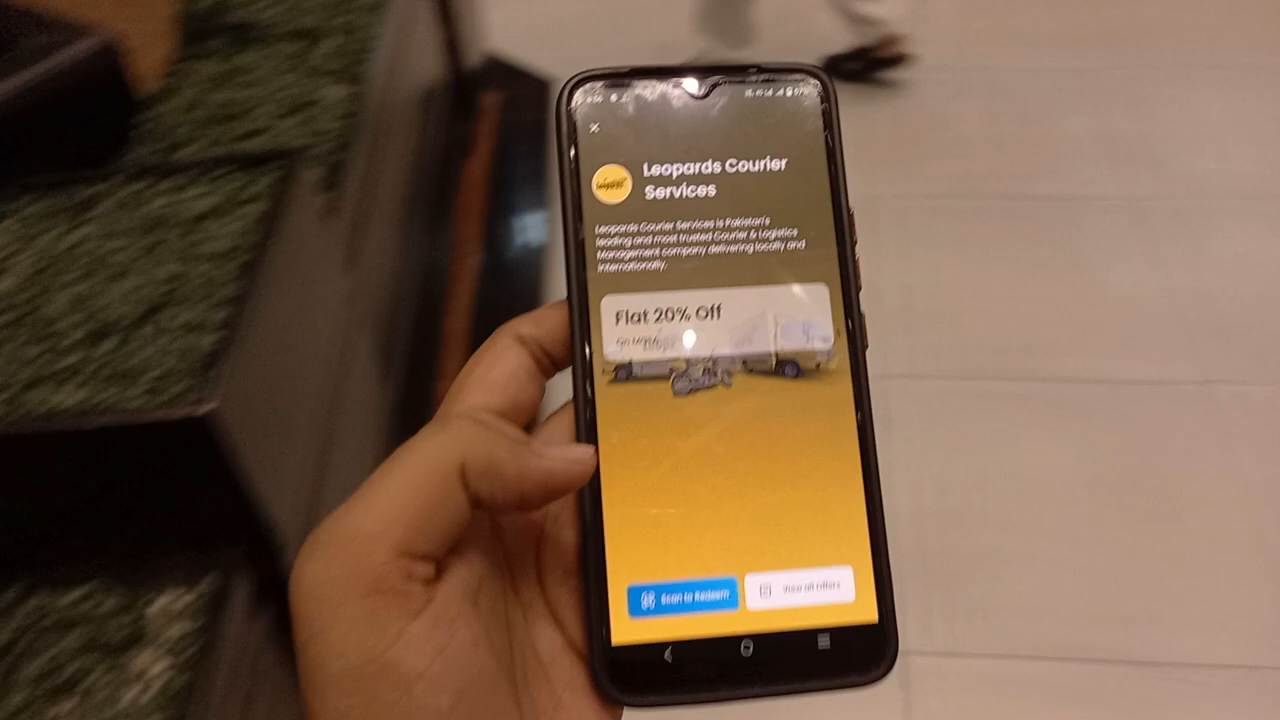 Leopards Courier
Services
Leopards Courier Services is Pakistan's
leading and most trusted Courier & Logistics
Management company delivering locally and
internationally.
Flat 20% Off
Scan to Redeem
View all Offers